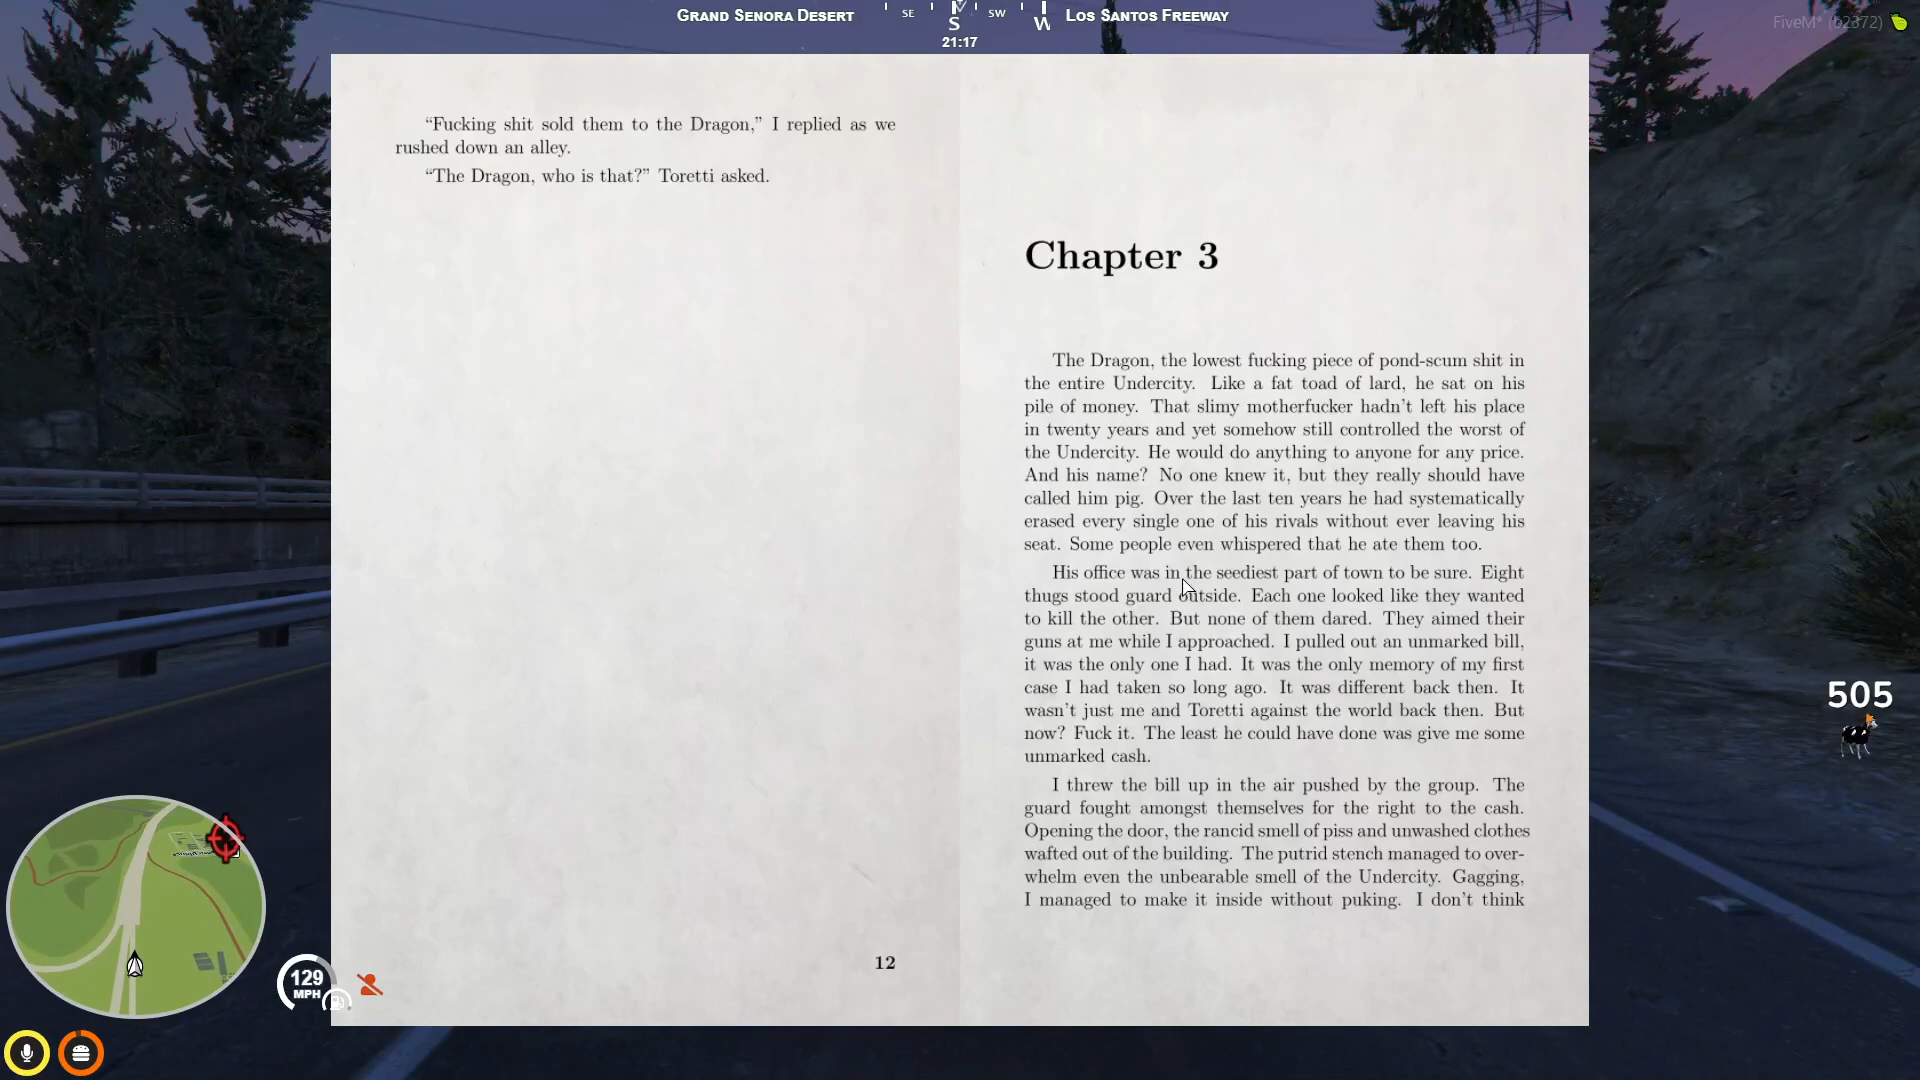 GRAND SENORA DESERT
SE
S
SW
W
LOS SANTOS FREEWAY
21:17
FiveM* (b2372)
“Fucking shit sold them to the Dragon,” I replied as we
rushed down an alley.
“The Dragon, who is that?” Toretti asked.
12
Chapter 3
The Dragon, the lowest fucking piece of pond-scum shit in
the entire Undercity. Like a fat toad of lard, he sat on his
pile of money. That slimy motherfucker hadn’t left his place
in twenty years and yet somehow still controlled the worst of
the Undercity. He would do anything to anyone for any price.
And his name? No one knew it, but they really should have
called him pig. Over the last ten years he had systematically
erased every single one of his rivals without ever leaving his
seat. Some people even whispered that he ate them too.
His office was in the seediest part of town to be sure. Eight
thugs stood guard outside. Each one looked like they wanted
to kill the other. But none of them dared. They aimed their
guns at me while I approached. I pulled out an unmarked bill,
it was the only one I had. It was the only memory of my first
case I had taken so long ago. It was different back then. It
wasn’t just me and Toretti against the world back then. But
now? Fuck it. The least he could have done was give me some
unmarked cash.
I threw the bill up in the air pushed by the group. The
guard fought amongst themselves for the right to the cash.
Opening the door, the rancid smell of piss and unwashed clothes
wafted out of the building. The putrid stench managed to over-
whelm even the unbearable smell of the Undercity. Gagging,
I managed to make it inside without puking. I don’t think
505
129
MPH